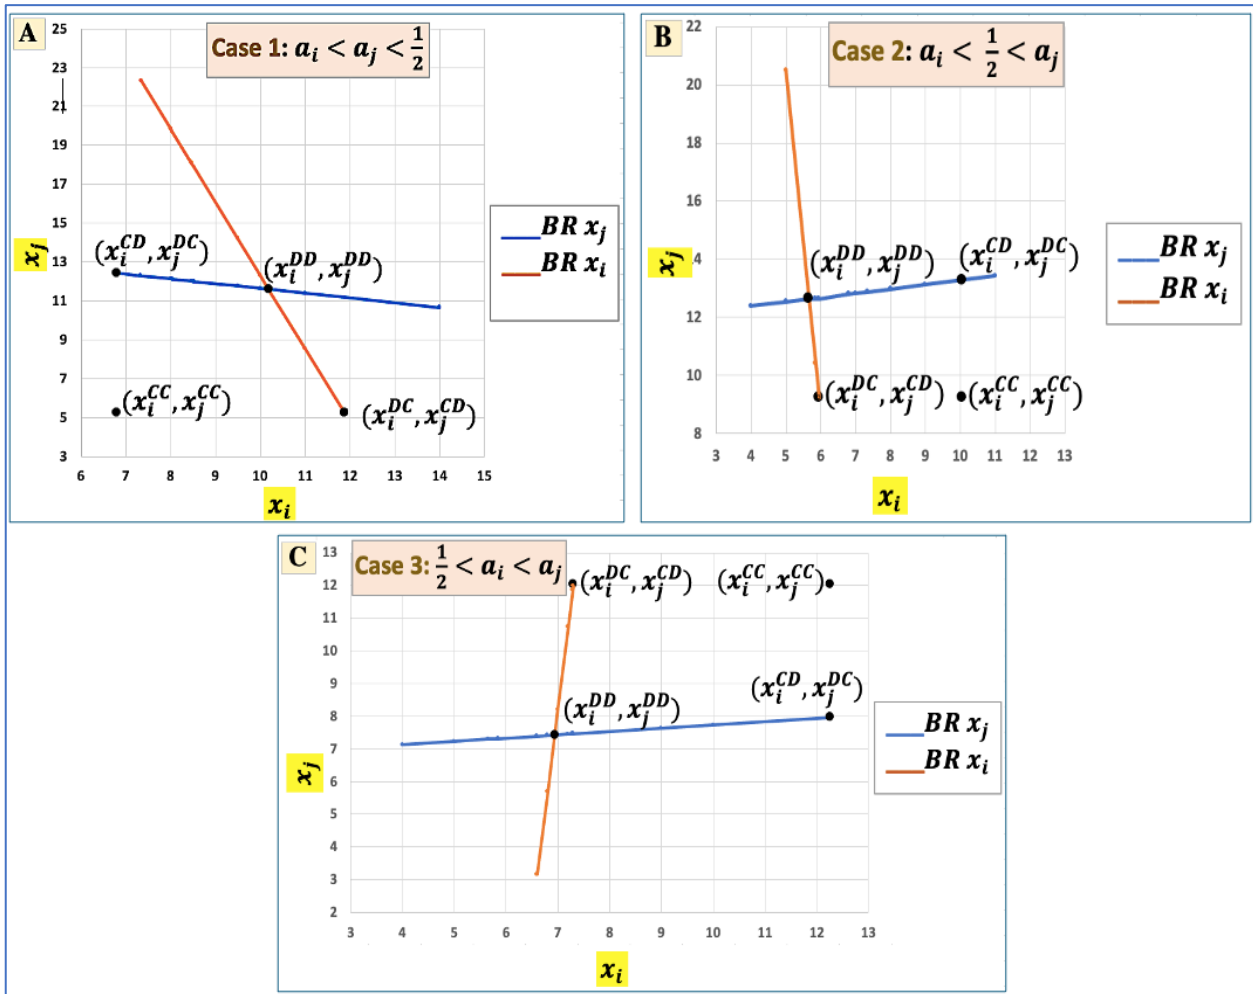 A
Case 1: a_i < a_j < 1/2
25
23
21
19
17
15
13
11
9
7
5
3
x_j
(x_i^{CD}, x_j^{DC})
(x_i^{DD}, x_j^{DD})
(x_i^{CC}, x_j^{CC})
(x_i^{DC}, x_j^{CD})
6 7 8 9 10 11 12 13 14 15
x_i
BR x_j
BR x_i
B
Case 2: a_i < 1/2 < a_j
22
20
18
16
14
12
10
8
x_j
(x_i^{DD}, x_j^{DD})
(x_i^{CD}, x_j^{DC})
(x_i^{DC}, x_j^{CD})
(x_i^{CC}, x_j^{CC})
3 4 5 6 7 8 9 10 11 12 13
x_i
BR x_j
BR x_i
C
Case 3: 1/2 < a_i < a_j
13
12
11
10
9
8
7
6
5
4
3
2
x_j
(x_i^{DC}, x_j^{CD})
(x_i^{CC}, x_j^{CC})
(x_i^{CD}, x_j^{DC})
(x_i^{DD}, x_j^{DD})
3 4 5 6 7 8 9 10 11 12 13
x_i
BR x_j
BR x_i